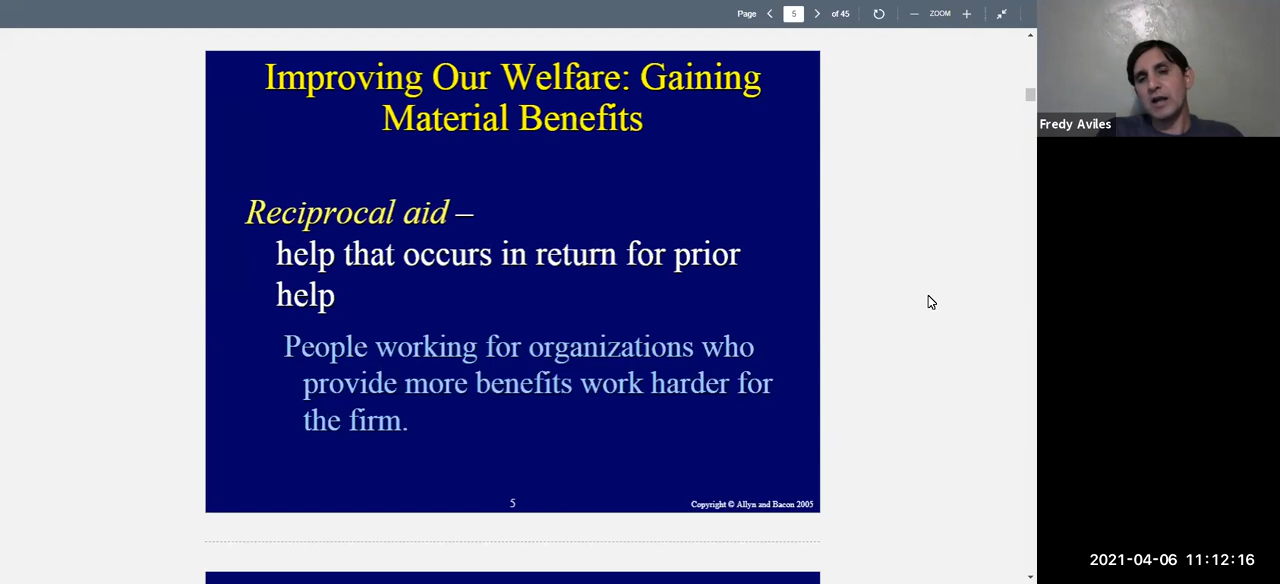 Page 5 of 45 ZOOM
Improving Our Welfare: Gaining
Material Benefits
Reciprocal aid –
help that occurs in return for prior
help
People working for organizations who
provide more benefits work harder for
the firm.
5
Copyright © Allyn and Bacon 2005
Fredy Aviles
2021-04-06 11:12:16